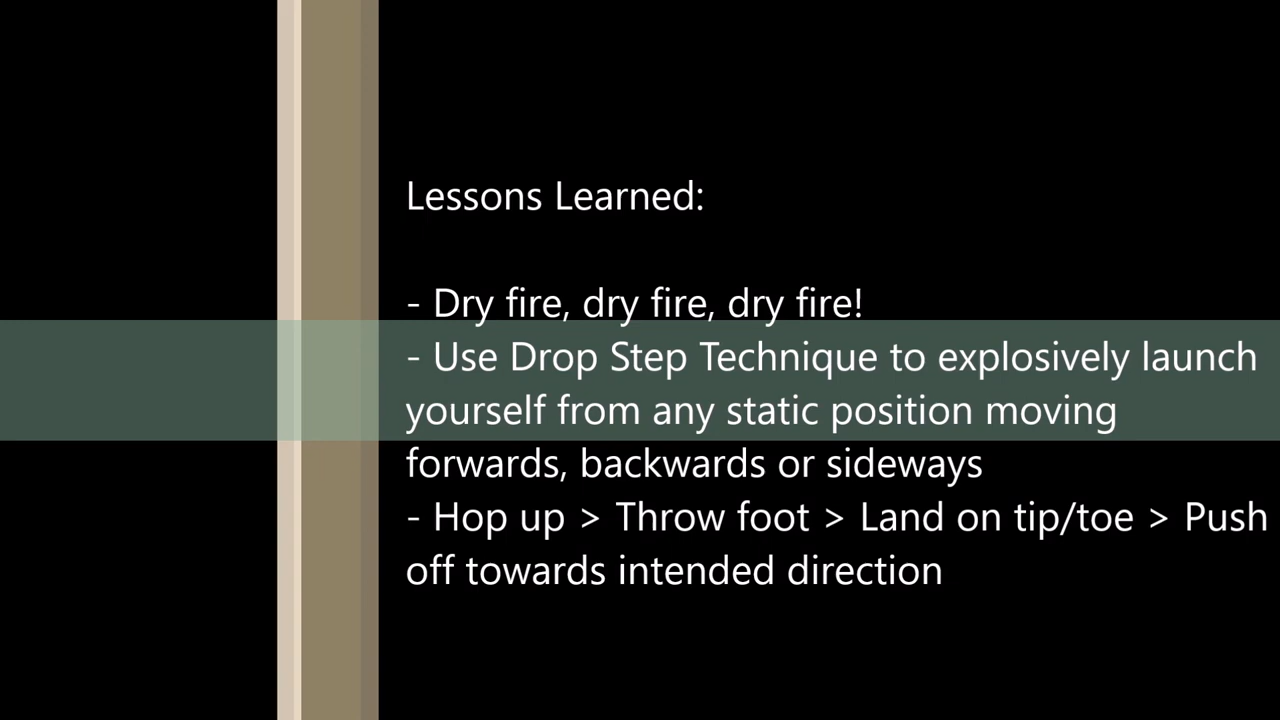 Lessons Learned:
- Dry fire, dry fire, dry fire!
- Use Drop Step Technique to explosively launch
yourself from any static position moving
forwards, backwards or sideways
- Hop up > Throw foot > Land on tip/toe > Push
off towards intended direction